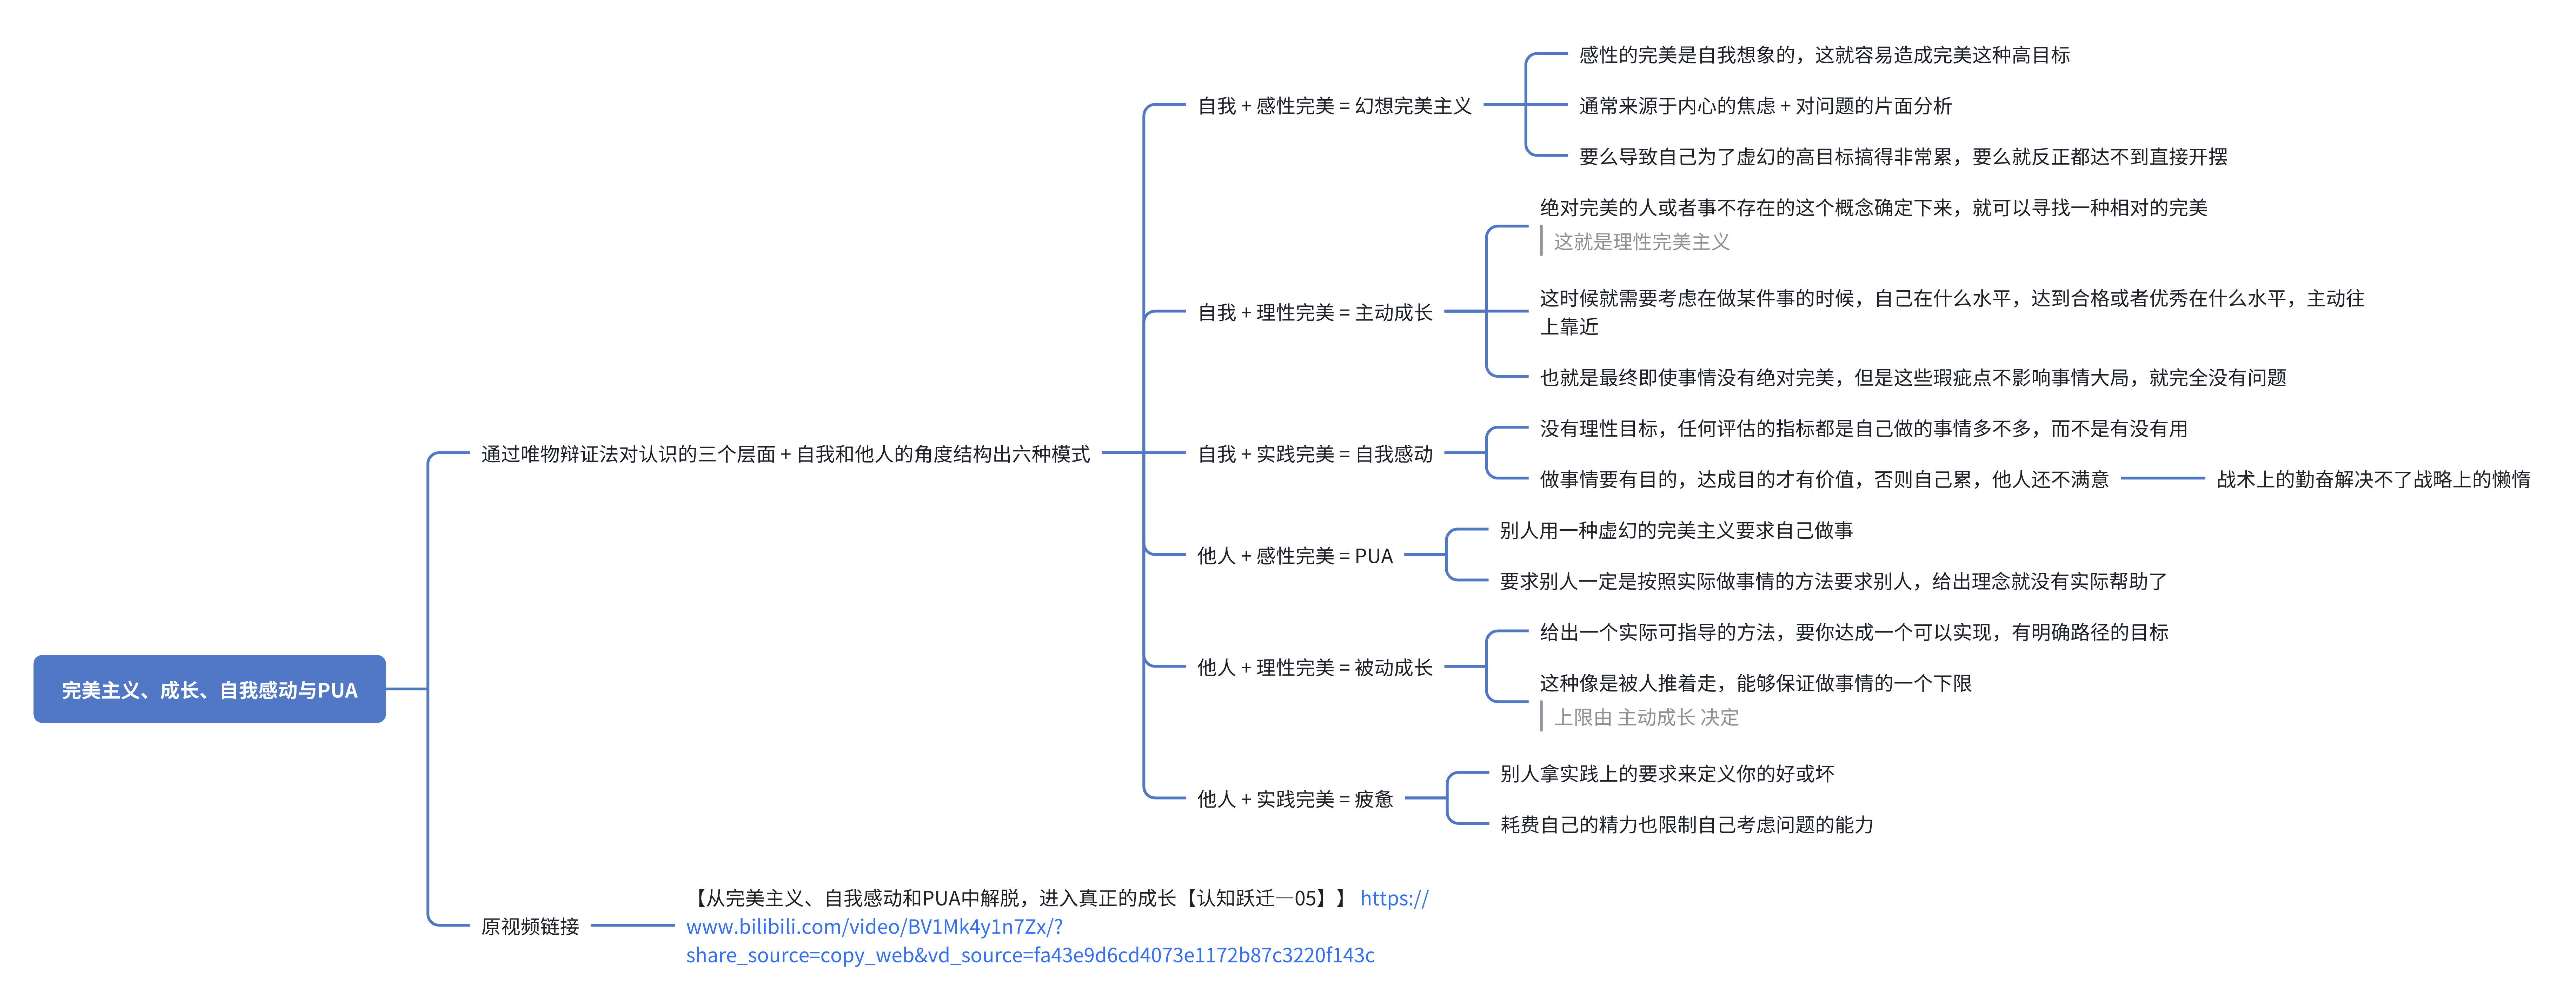 完美主义、成长、自我感动与PUA
通过唯物辩证法对认识的三个层面 + 自我和他人的角度结构出六种模式
自我 + 感性完美 = 幻想完美主义
感性的完美是自我想象的，这就容易造成完美这种高目标
通常来源于内心的焦虑 + 对问题的片面分析
要么导致自己为了虚幻的高目标搞得非常累，要么就反正都达不到直接开摆
自我 + 理性完美 = 主动成长
绝对完美的人或者事不存在的这个概念确定下来，就可以寻找一种相对的完美
这就是理性完美主义
这时候就需要考虑在做某件事的时候，自己在什么水平，达到合格或者优秀在什么水平，主动往
上靠近
也就是最终即使事情没有绝对完美，但是这些瑕疵点不影响事情大局，就完全没有问题
自我 + 实践完美 = 自我感动
没有理性目标，任何评估的指标都是自己做的事情多不多，而不是有没有用
做事情要有目的，达成目的才有价值，否则自己累，他人还不满意
战术上的勤奋解决不了战略上的懒惰
他人 + 感性完美 = PUA
别人用一种虚幻的完美主义要求自己做事
要求别人一定是按照实际做事情的方法要求别人，给出理念就没有实际帮助了
他人 + 理性完美 = 被动成长
给出一个实际可指导的方法，要你达成一个可以实现，有明确路径的目标
这种像是被人推着走，能够保证做事情的一个下限
上限由 主动成长 决定
他人 + 实践完美 = 疲惫
别人拿实践上的要求来定义你的好或坏
耗费自己的精力也限制自己考虑问题的能力
原视频链接
【从完美主义、自我感动和PUA中解脱，进入真正的成长【认知跃迁—05】】 https://
www.bilibili.com/video/BV1Mk4y1n7Zx/?
share_source=copy_web&vd_source=fa43e9d6cd4073e1172b87c3220f143c